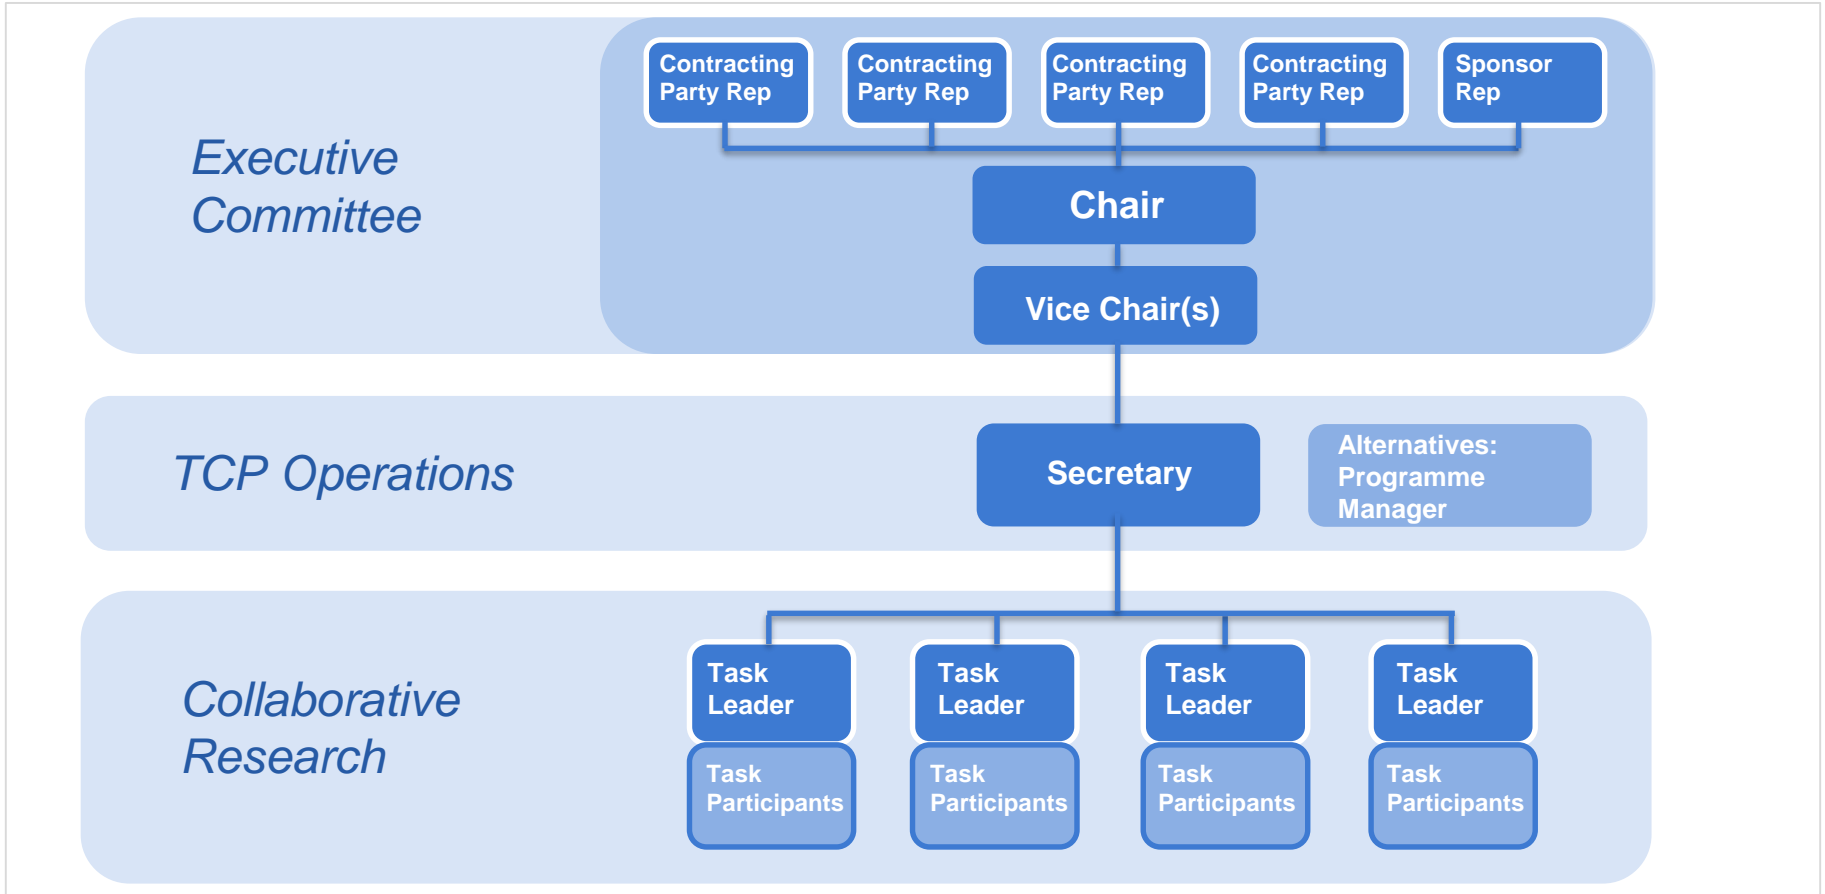 Contracting
Party Rep
Contracting
Party Rep
Contracting
Party Rep
Contracting
Party Rep
Sponsor
Rep
Executive
Committee
Chair
Vice Chair(s)
TCP Operations
Secretary
Alternatives:
Programme
Manager
Collaborative
Research
Task
Leader
Task
Leader
Task
Leader
Task
Leader
Task
Participants
Task
Participants
Task
Participants
Task
Participants